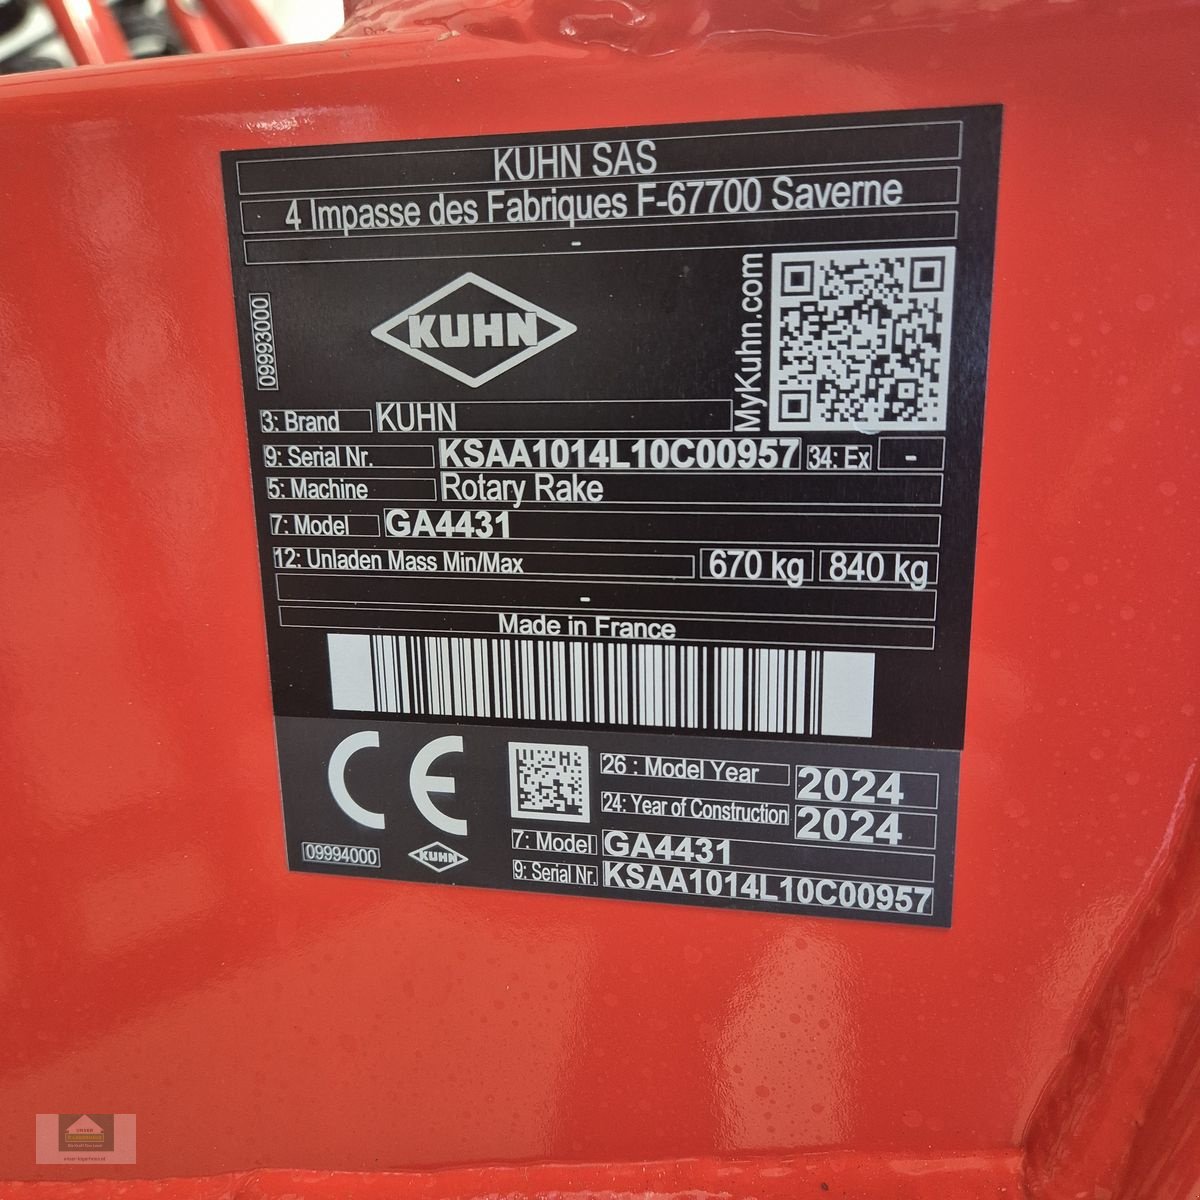 KUHN SAS
4 Impasse des Fabriques F-67700 Saverne
-
09993000
KUHN
MyKuhn.com
3: Brand KUHN
9: Serial Nr. KSAA1014L10C00957 34: Ex -
5: Machine Rotary Rake
7: Model GA4431
12: Unladen Mass Min/Max 670 kg 840 kg
-
Made in France
CE
26 : Model Year 2024
24: Year of Construction 2024
7: Model GA4431
9: Serial Nr. KSAA1014L10C00957
09994000
KUHN
UNSER